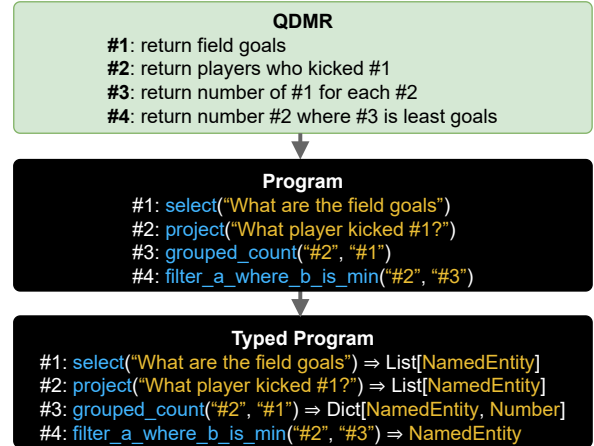 QDMR
#1: return field goals
#2: return players who kicked #1
#3: return number of #1 for each #2
#4: return number #2 where #3 is least goals
Program
#1: select(“What are the field goals”)
#2: project(“What player kicked #1?”)
#3: grouped_count(“#2”, “#1”)
#4: filter_a_where_b_is_min(“#2”, “#3”)
Typed Program
#1: select(“What are the field goals”) ⇒ List[NamedEntity]
#2: project(“What player kicked #1?”) ⇒ List[NamedEntity]
#3: grouped_count(“#2”, “#1”) ⇒ Dict[NamedEntity, Number]
#4: filter_a_where_b_is_min(“#2”, “#3”) ⇒ NamedEntity